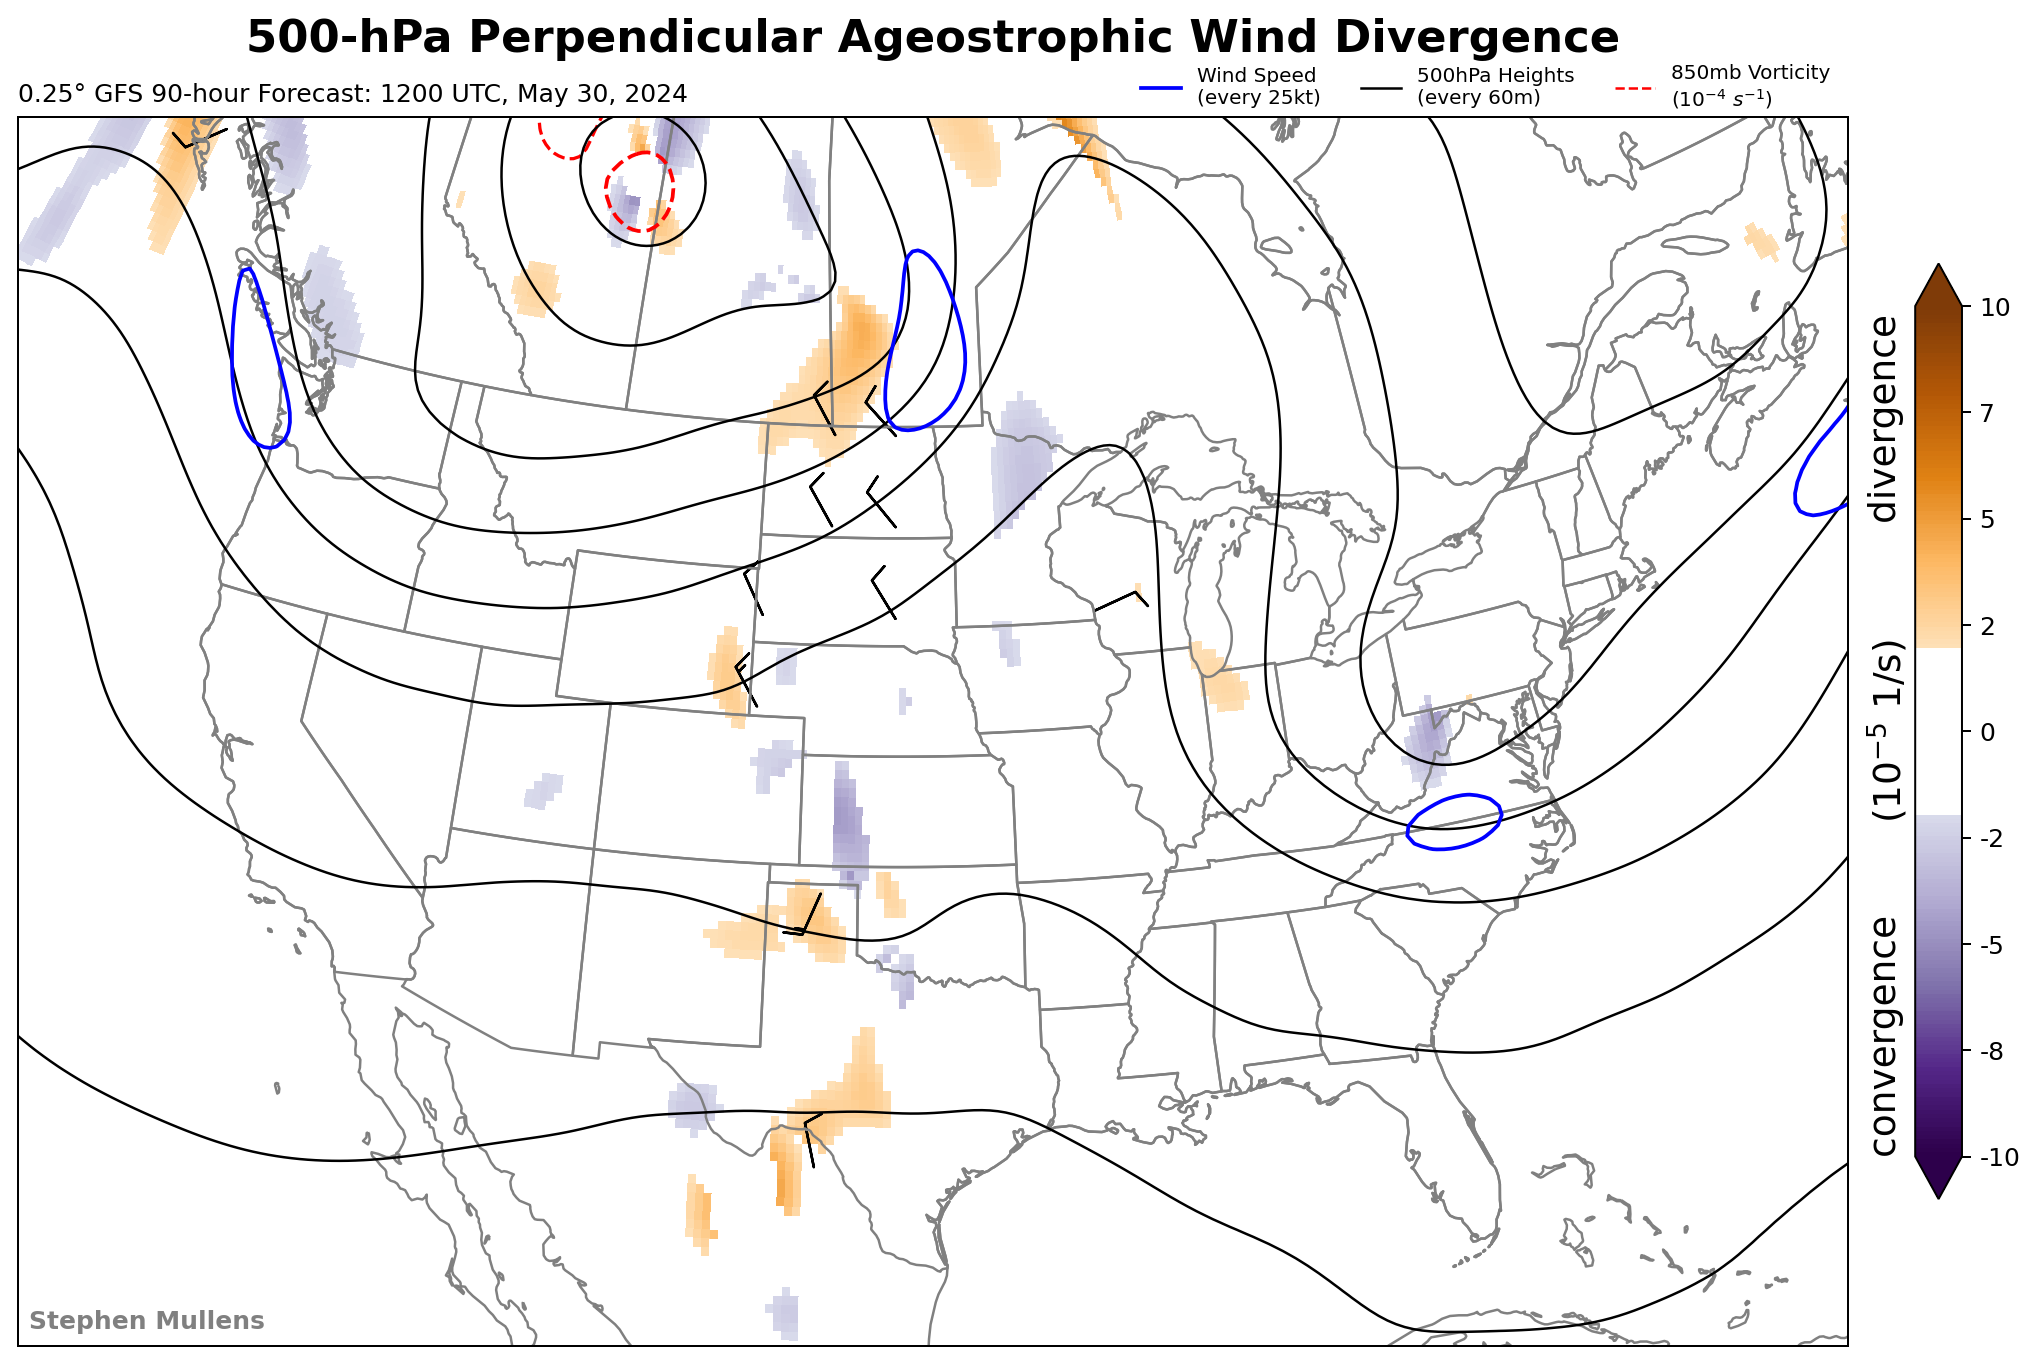 500-hPa Perpendicular Ageostrophic Wind Divergence
0.25° GFS 90-hour Forecast: 1200 UTC, May 30, 2024
Wind Speed
(every 25kt)
500hPa Heights
(every 60m)
850mb Vorticity
(10⁻⁴ s⁻¹)
10
7
5
2
0
-2
-5
-8
-10
convergence (10⁻⁵ 1/s) divergence
Stephen Mullens